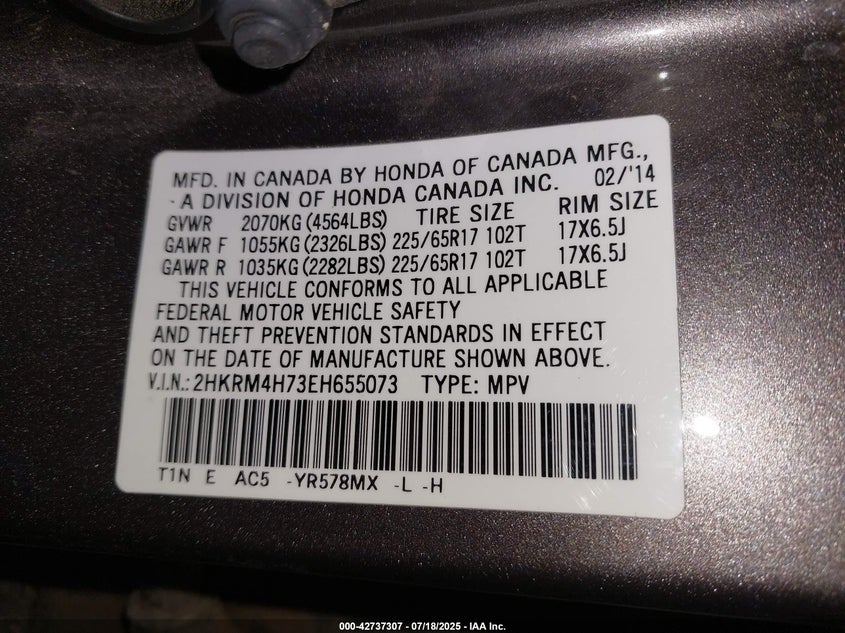 MFD. IN CANADA BY HONDA OF CANADA MFG.,
- A DIVISION OF HONDA CANADA INC. 02/'14
GVWR 2070KG (4564LBS) TIRE SIZE RIM SIZE
GAWR F 1055KG (2326LBS) 225/65R17 102T 17X6.5J
GAWR R 1035KG (2282LBS) 225/65R17 102T 17X6.5J
THIS VEHICLE CONFORMS TO ALL APPLICABLE
FEDERAL MOTOR VEHICLE SAFETY
AND THEFT PREVENTION STANDARDS IN EFFECT
ON THE DATE OF MANUFACTURE SHOWN ABOVE.
V.I.N.: 2HKRM4H73EH655073 TYPE: MPV
T1N E AC5 -YR578MX -L -H
000-42737307 - 07/18/2025 - IAA Inc.